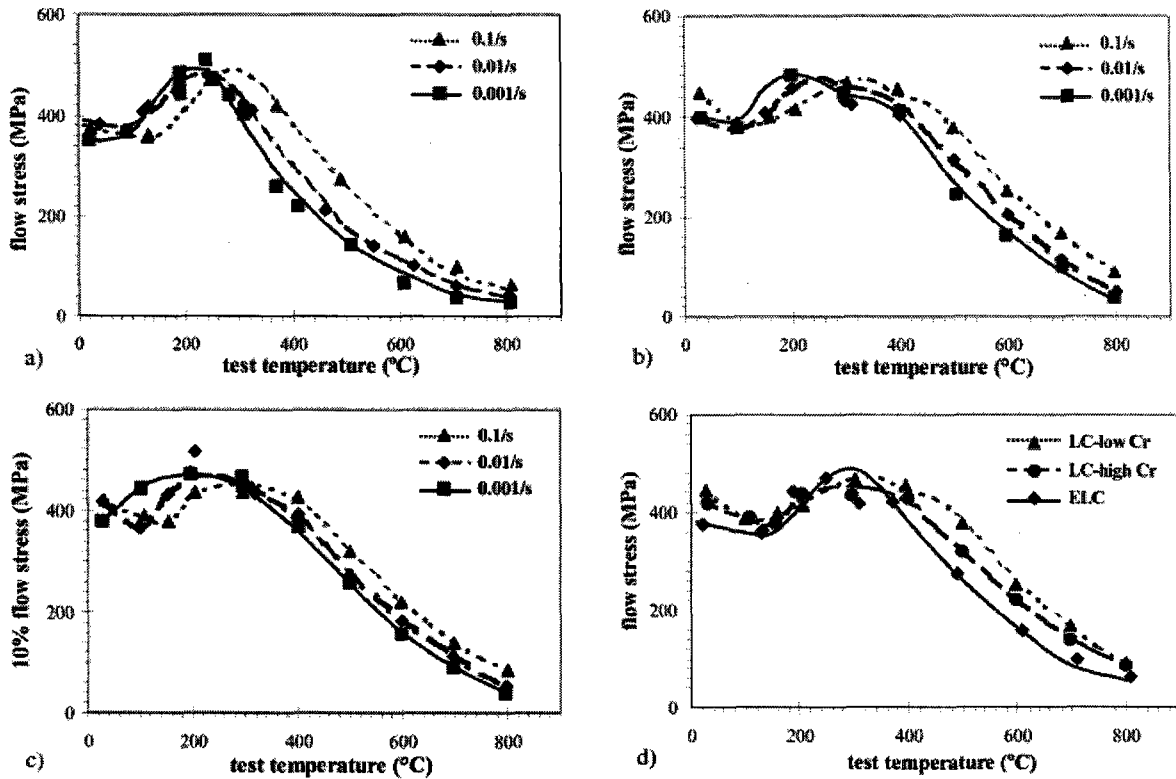 600
400
200
0
flow stress (MPa)
0.1/s
0.01/s
0.001/s
0 200 400 600 800
test temperature (°C)
a)
600
400
200
0
flow stress (MPa)
0.1/s
0.01/s
0.001/s
0 200 400 600 800
test temperature (°C)
b)
600
400
200
0
10% flow stress (MPa)
0.1/s
0.01/s
0.001/s
0 200 400 600 800
test temperature (°C)
c)
600
400
200
0
flow stress (MPa)
LC-low Cr
LC-high Cr
ELC
0 200 400 600 800
test temperature (°C)
d)